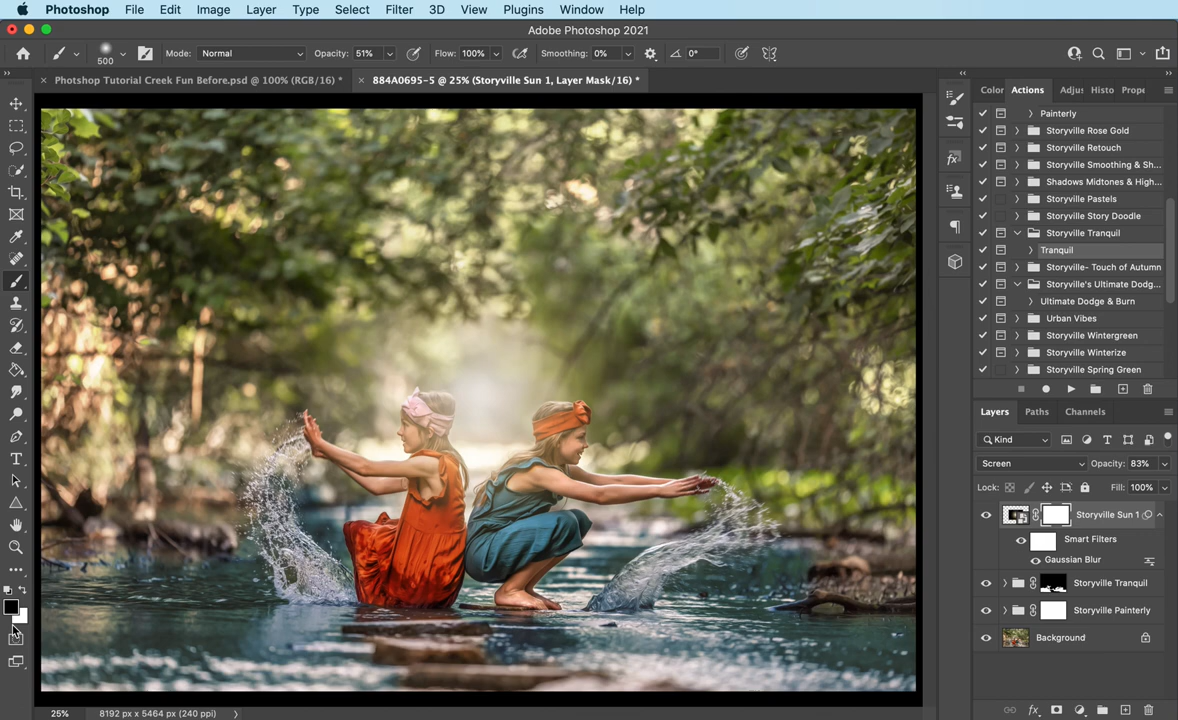 Photoshop File Edit Image Layer Type Select Filter 3D View Plugins Window Help
Adobe Photoshop 2021
500 Mode: Normal Opacity: 51% Flow: 100% Smoothing: 0% 0°
Photshop Tutorial Creek Fun Before.psd @ 100% (RGB/16) *
884A0695-5 @ 25% (Storyville Sun 1, Layer Mask/16) *
Color Actions Adju: Histo Prope
Painterly
Storyville Rose Gold
Storyville Retouch
Storyville Smoothing & Sh...
Shadows Midtones & High...
Storyville Pastels
Storyville Story Doodle
Storyville Tranquil
Tranquil
Storyville- Touch of Autumn
Storyville's Ultimate Dodg...
Ultimate Dodge & Burn
Urban Vibes
Storyville Wintergreen
Storyville Winterize
Storyville Spring Green
Layers Paths Channels
Kind
Screen Opacity: 83%
Lock: Fill: 100%
Storyville Sun 1
Smart Filters
Gaussian Blur
Storyville Tranquil
Storyville Painterly
Background
fx
25% 8192 px x 5464 px (240 ppi)